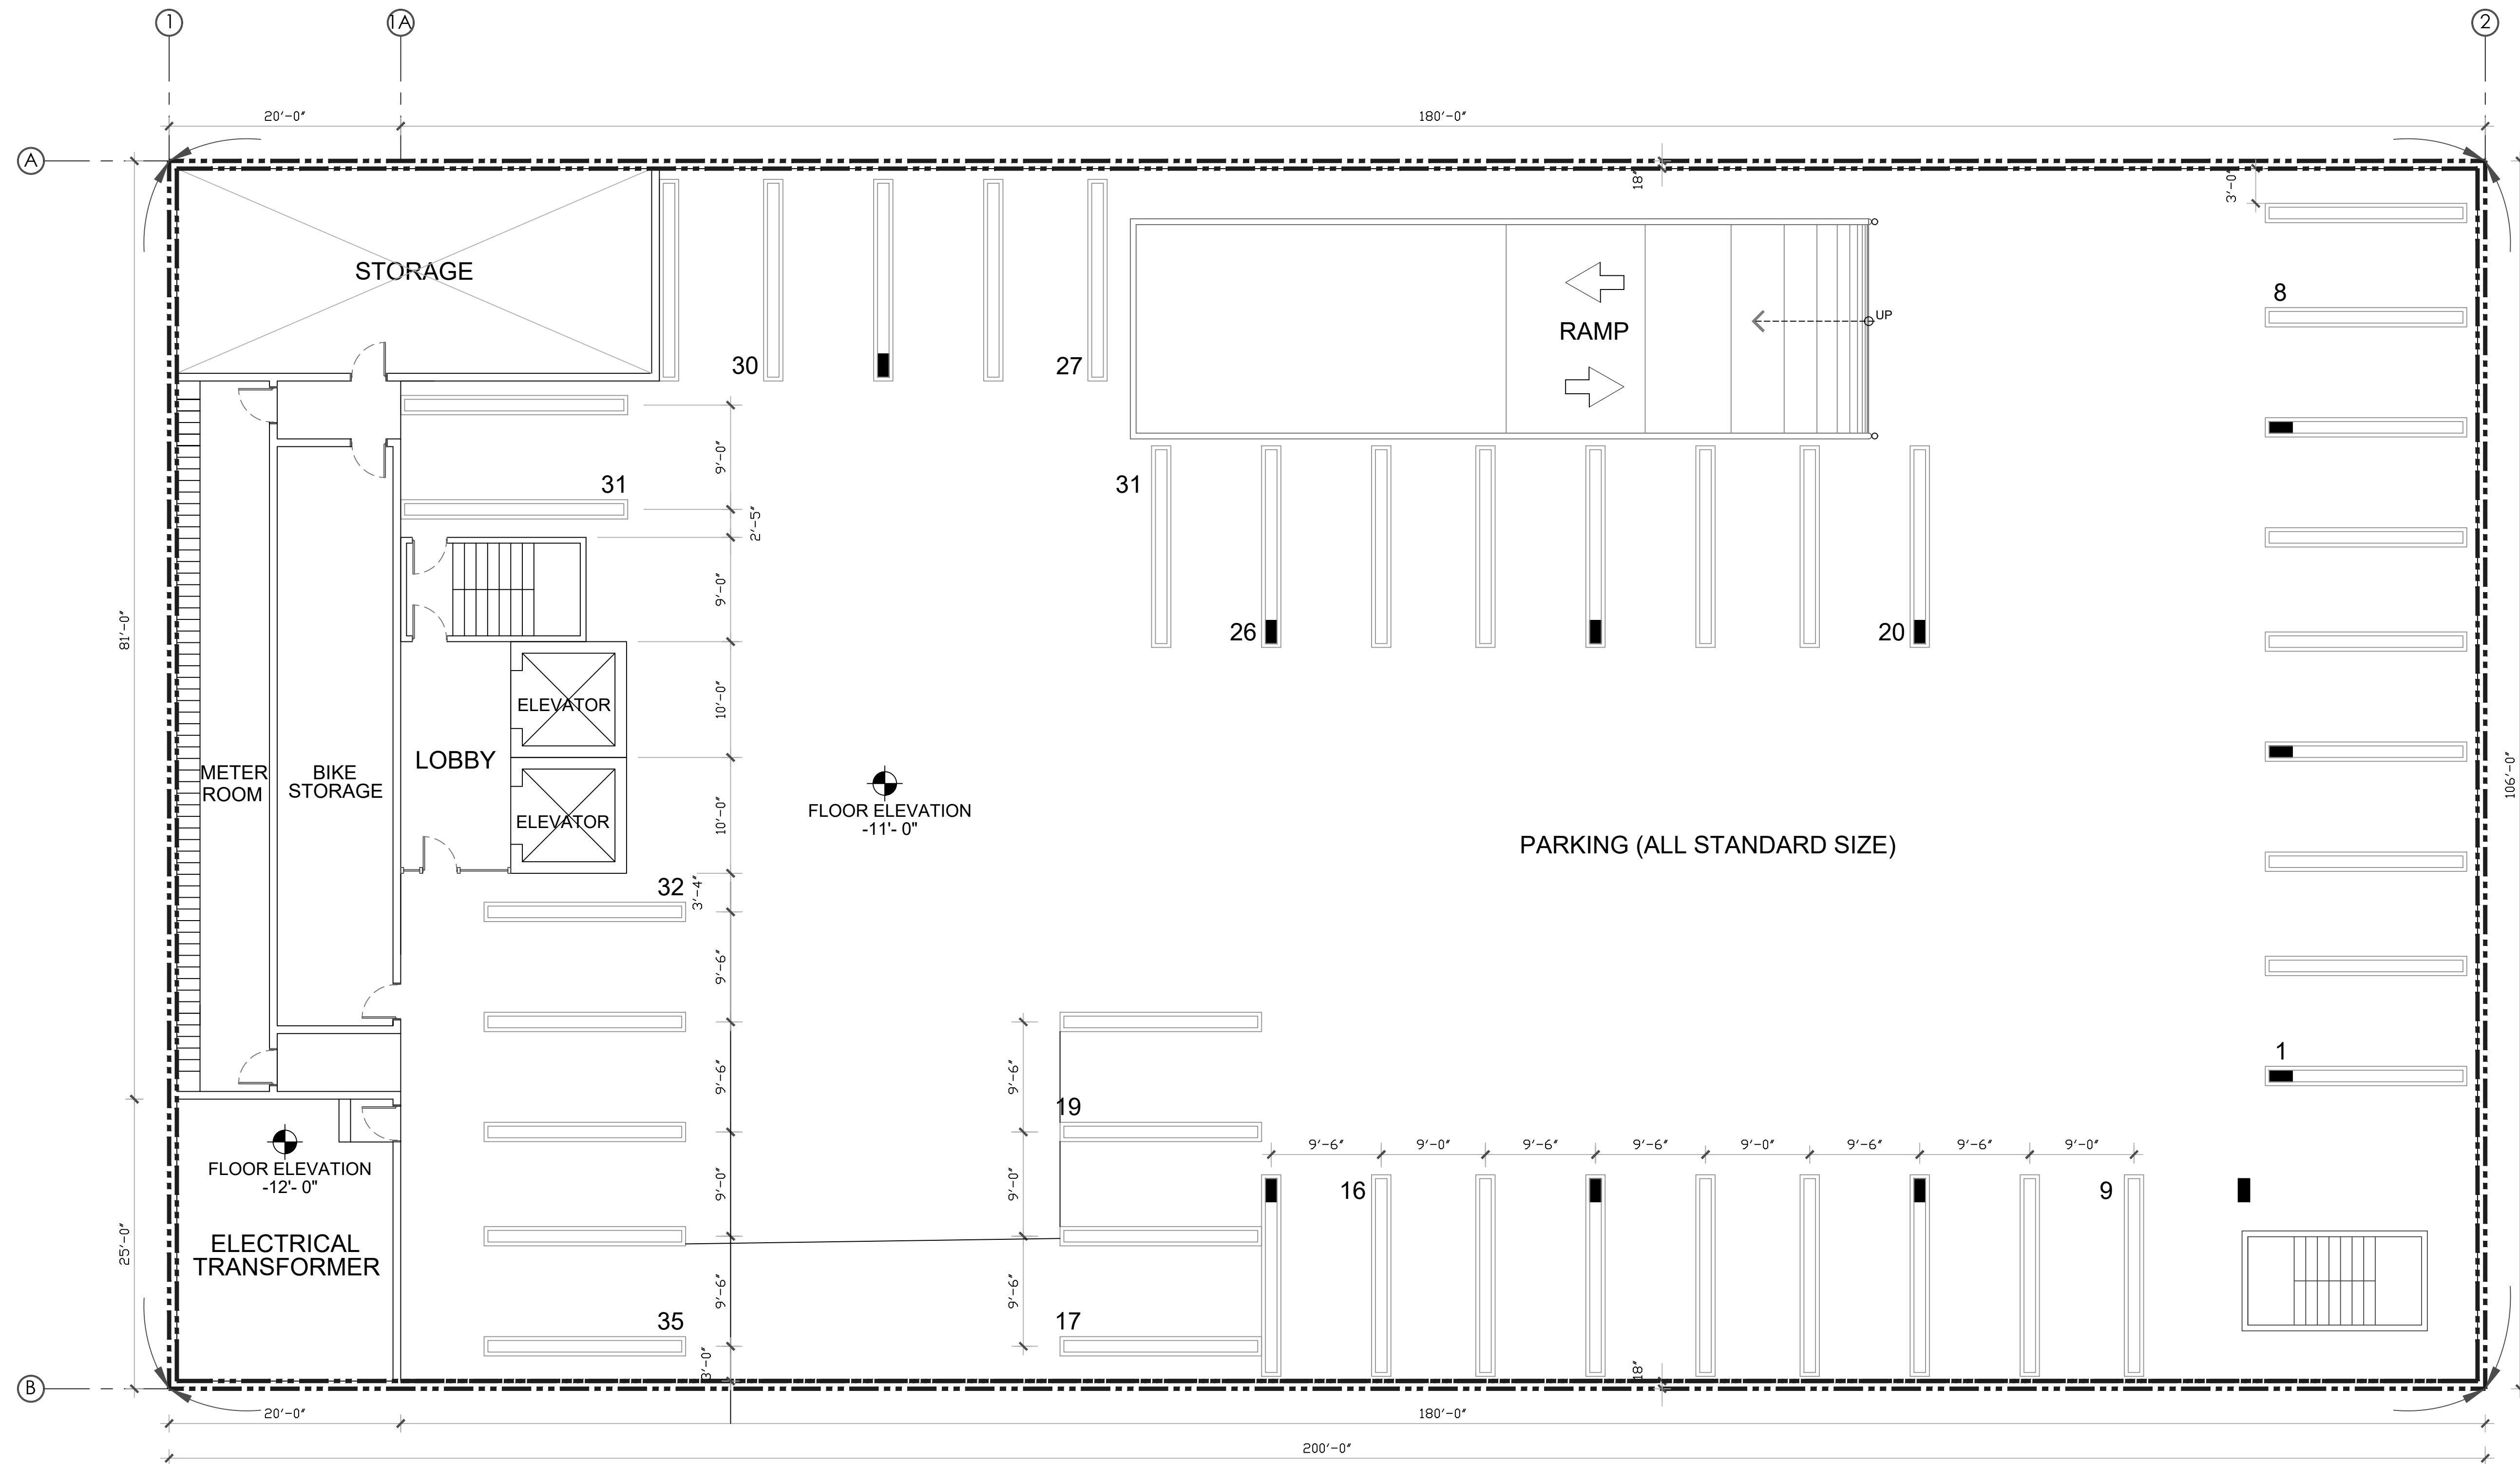 1
1A
2
20'-0"
180'-0"
A
18"
3'-0"
STORAGE
8
RAMP
UP
30
27
9'-0"
31
31
2'-5"
9'-0"
81'-0"
26
20
10'-0"
ELEVATOR
LOBBY
METER
ROOM
BIKE
STORAGE
106'-0"
FLOOR ELEVATION
-11'- 0"
10'-0"
ELEVATOR
PARKING (ALL STANDARD SIZE)
32
3'-4"
9'-6"
1
9'-6"
9'-6"
19
9'-6"
9'-0"
9'-6"
9'-6"
9'-0"
9'-6"
9'-6"
9'-0"
FLOOR ELEVATION
-12'- 0"
9'-0"
9'-0"
16
9
25'-0"
ELECTRICAL
TRANSFORMER
9'-6"
9'-6"
35
17
3'-0"
18"
B
20'-0"
180'-0"
200'-0"